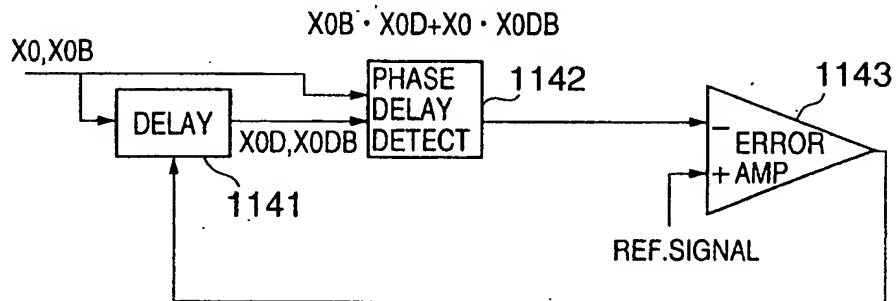 X0B · X0D+X0 · X0DB
X0,X0B
PHASE
DELAY
DETECT
1142
1143
DELAY
X0D,X0DB
1141
−
ERROR
+ AMP
REF.SIGNAL